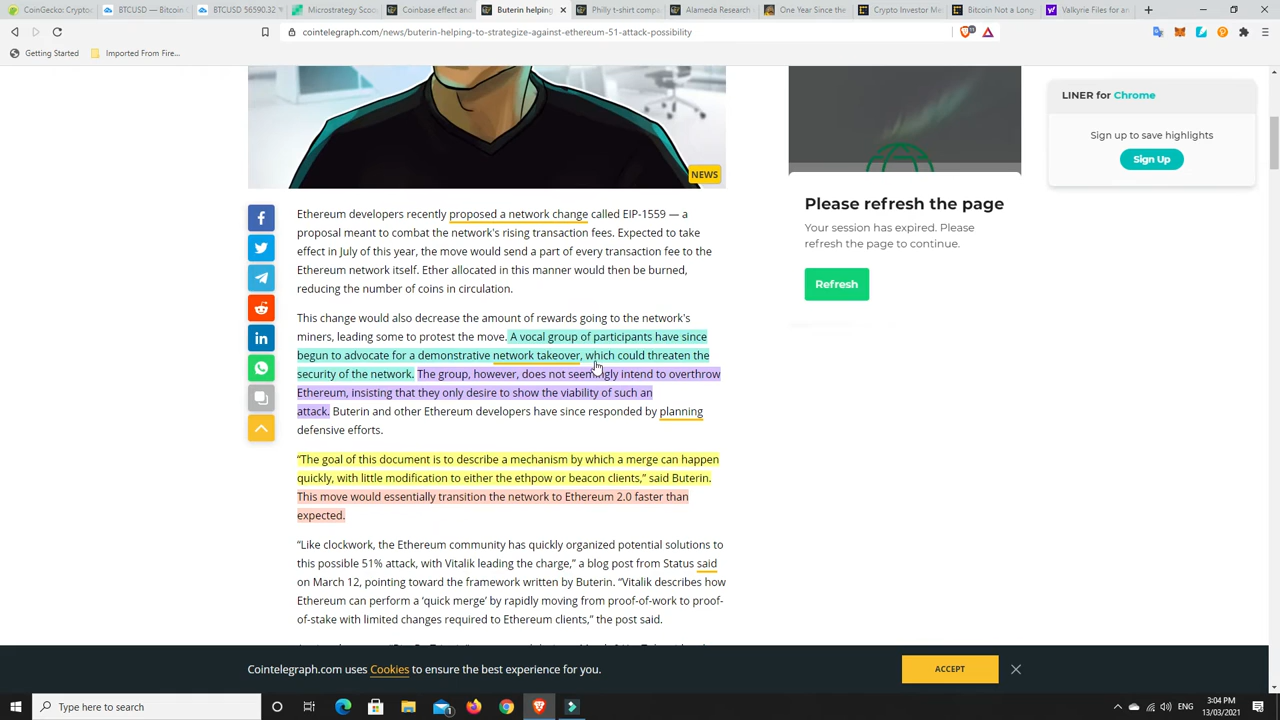 CoinGecko: Crypto
BTCUSD —
BTCUSD 56590.32
Microstrategy Scoo
Coinbase effect and
Buterin helping
Philly t-shirt compa
Alameda Research
One Year Since the
Crypto Investor M
Bitcoin Not a Long
Valkyrie Files for an
cointelegraph.com/news/buterin-helping-to-strategize-against-ethereum-51-attack-possibility
Getting Started
Imported From Fire...
NEWS
Ethereum developers recently proposed a network change called EIP-1559 — a
proposal meant to combat the network's rising transaction fees. Expected to take
effect in July of this year, the move would send a part of every transaction fee to the
Ethereum network itself. Ether allocated in this manner would then be burned,
reducing the number of coins in circulation.
This change would also decrease the amount of rewards going to the network's
miners, leading some to protest the move. A vocal group of participants have since
begun to advocate for a demonstrative network takeover, which could threaten the
security of the network. The group, however, does not seemingly intend to overthrow
Ethereum, insisting that they only desire to show the viability of such an
attack. Buterin and other Ethereum developers have since responded by planning
defensive efforts.
“The goal of this document is to describe a mechanism by which a merge can happen
quickly, with little modification to either the ethpow or beacon clients,” said Buterin.
This move would essentially transition the network to Ethereum 2.0 faster than
expected.
“Like clockwork, the Ethereum community has quickly organized potential solutions to
this possible 51% attack, with Vitalik leading the charge,” a blog post from Status said
on March 12, pointing toward the framework written by Buterin. “Vitalik describes how
Ethereum can perform a ‘quick merge’ by rapidly moving from proof-of-work to proof-
of-stake with limited changes required to Ethereum clients,” the post said.
Please refresh the page
Your session has expired. Please
refresh the page to continue.
Refresh
LINER for Chrome
Sign up to save highlights
Sign Up
Cointelegraph.com uses Cookies to ensure the best experience for you.
ACCEPT
Type here to search
ENG
3:04 PM
13/03/2021